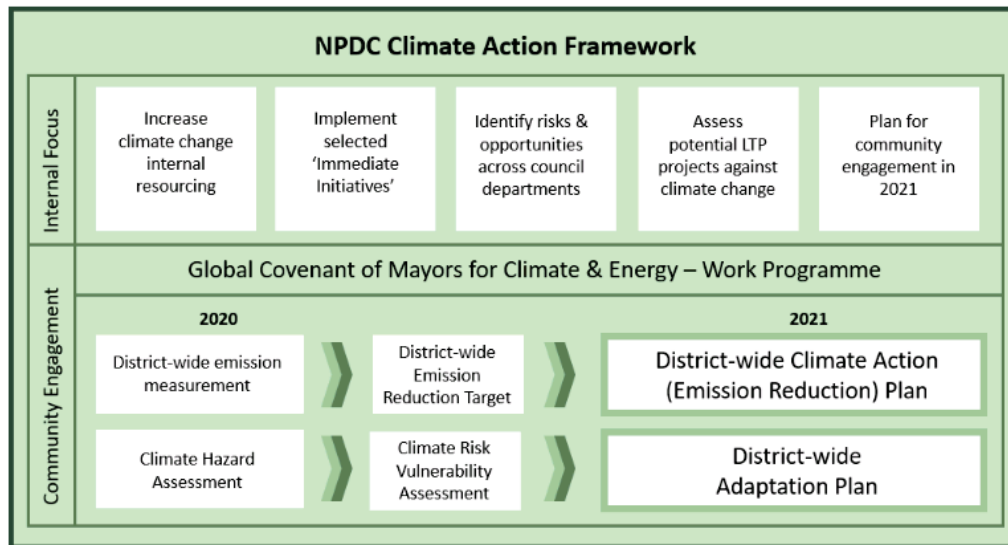 NPDC Climate Action Framework
Internal Focus
Increase
climate change
internal
resourcing
Implement
selected
‘Immediate
Initiatives’
Identify risks &
opportunities
across council
departments
Assess
potential LTP
projects against
climate change
Plan for
community
engagement in
2021
Community Engagement
Global Covenant of Mayors for Climate & Energy – Work Programme
2020
2021
District-wide emission
measurement
District-wide
Emission
Reduction Target
District-wide Climate Action
(Emission Reduction) Plan
Climate Hazard
Assessment
Climate Risk
Vulnerability
Assessment
District-wide
Adaptation Plan